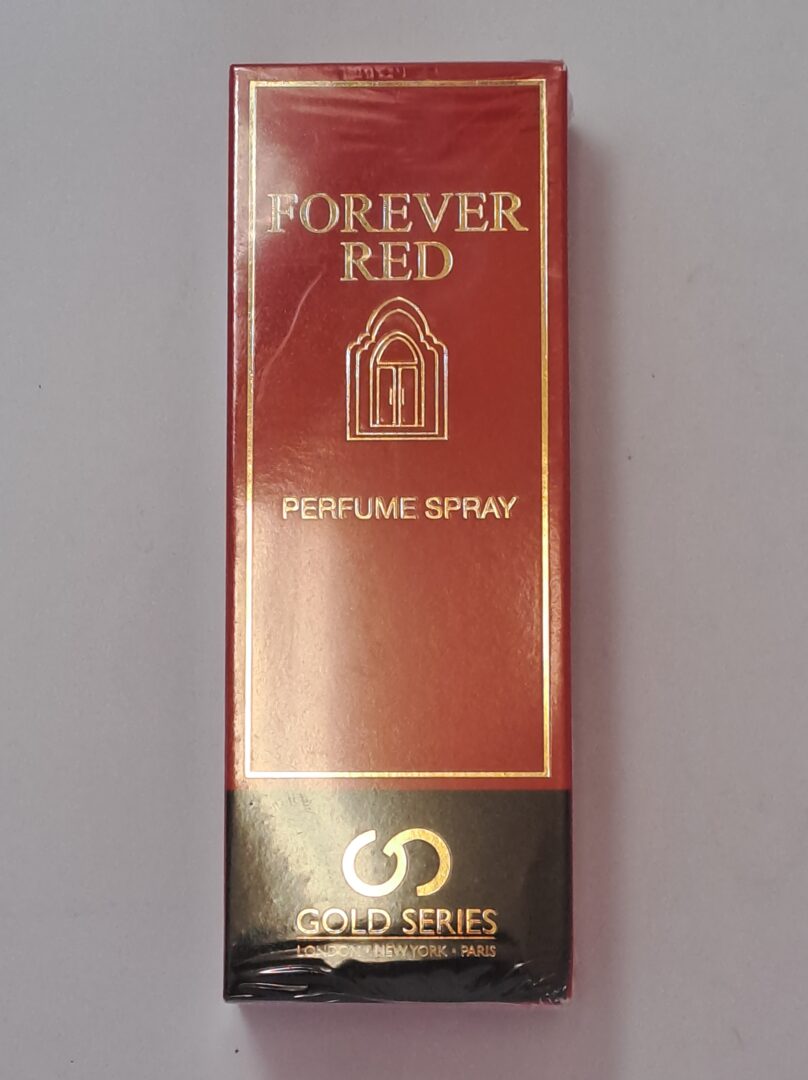 FOREVER
RED
PERFUME SPRAY
GOLD SERIES
LONDON • NEW YORK • PARIS